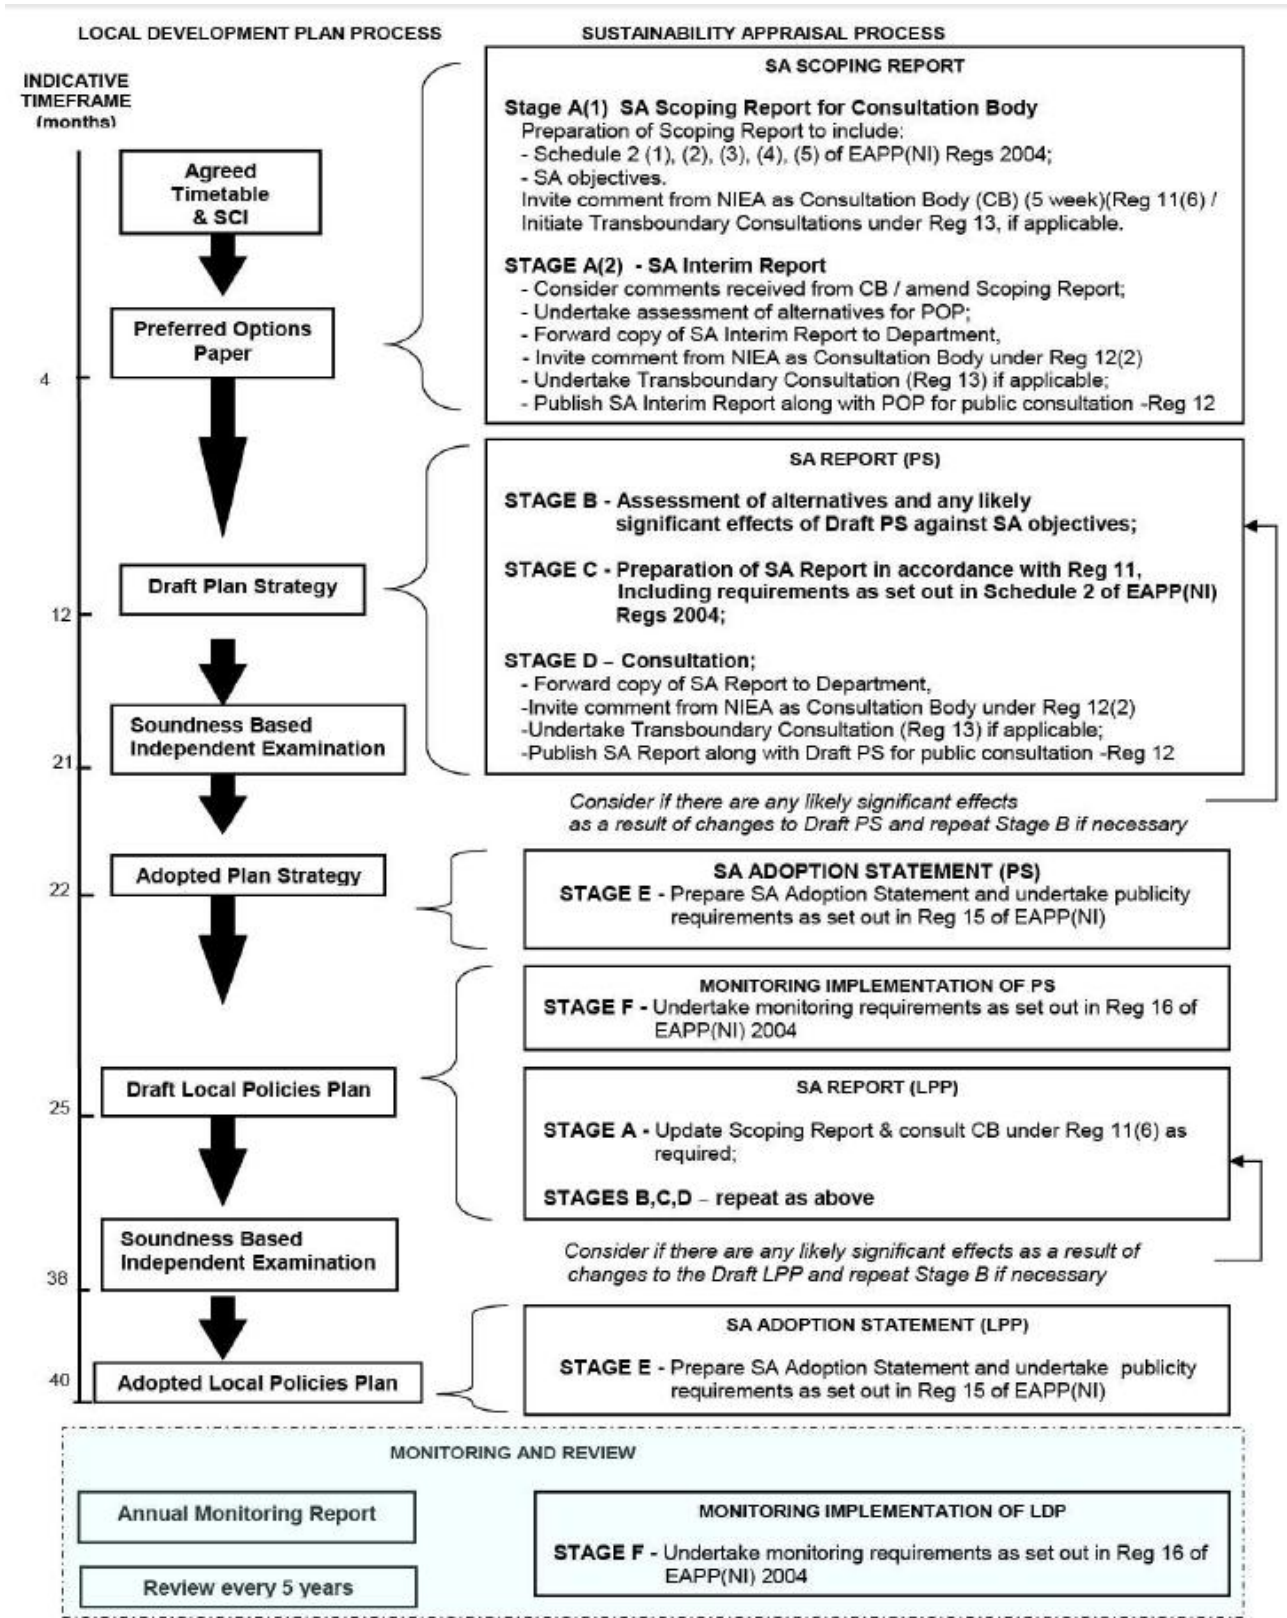 LOCAL DEVELOPMENT PLAN PROCESS
SUSTAINABILITY APPRAISAL PROCESS
INDICATIVE
TIMEFRAME
(months)
Agreed
Timetable
& SCI
Preferred Options
Paper
4
Draft Plan Strategy
12
Soundness Based
Independent Examination
21
Adopted Plan Strategy
22
Draft Local Policies Plan
25
Soundness Based
Independent Examination
38
Adopted Local Policies Plan
40
SA SCOPING REPORT
Stage A(1) SA Scoping Report for Consultation Body
Preparation of Scoping Report to include:
- Schedule 2 (1), (2), (3), (4), (5) of EAPP(NI) Regs 2004;
- SA objectives.
Invite comment from NIEA as Consultation Body (CB) (5 week)(Reg 11(6) /
Initiate Transboundary Consultations under Reg 13, if applicable.
STAGE A(2) - SA Interim Report
- Consider comments received from CB / amend Scoping Report;
- Undertake assessment of alternatives for POP;
- Forward copy of SA Interim Report to Department,
- Invite comment from NIEA as Consultation Body under Reg 12(2)
- Undertake Transboundary Consultation (Reg 13) if applicable;
- Publish SA Interim Report along with POP for public consultation -Reg 12
SA REPORT (PS)
STAGE B - Assessment of alternatives and any likely
significant effects of Draft PS against SA objectives;
STAGE C - Preparation of SA Report in accordance with Reg 11,
Including requirements as set out in Schedule 2 of EAPP(NI)
Regs 2004;
STAGE D – Consultation;
- Forward copy of SA Report to Department,
-Invite comment from NIEA as Consultation Body under Reg 12(2)
-Undertake Transboundary Consultation (Reg 13) if applicable;
-Publish SA Report along with Draft PS for public consultation -Reg 12
Consider if there are any likely significant effects
as a result of changes to Draft PS and repeat Stage B if necessary
SA ADOPTION STATEMENT (PS)
STAGE E - Prepare SA Adoption Statement and undertake publicity
requirements as set out in Reg 15 of EAPP(NI)
MONITORING IMPLEMENTATION OF PS
STAGE F - Undertake monitoring requirements as set out in Reg 16 of
EAPP(NI) 2004
SA REPORT (LPP)
STAGE A - Update Scoping Report & consult CB under Reg 11(6) as
required;
STAGES B,C,D – repeat as above
Consider if there are any likely significant effects as a result of
changes to the Draft LPP and repeat Stage B if necessary
SA ADOPTION STATEMENT (LPP)
STAGE E - Prepare SA Adoption Statement and undertake publicity
requirements as set out in Reg 15 of EAPP(NI)
MONITORING AND REVIEW
Annual Monitoring Report
Review every 5 years
MONITORING IMPLEMENTATION OF LDP
STAGE F - Undertake monitoring requirements as set out in Reg 16 of
EAPP(NI) 2004